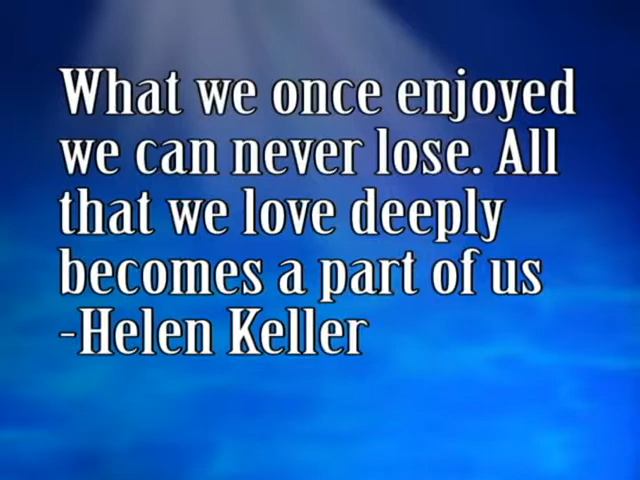 What we once enjoyed
we can never lose. All
that we love deeply
becomes a part of us
-Helen Keller